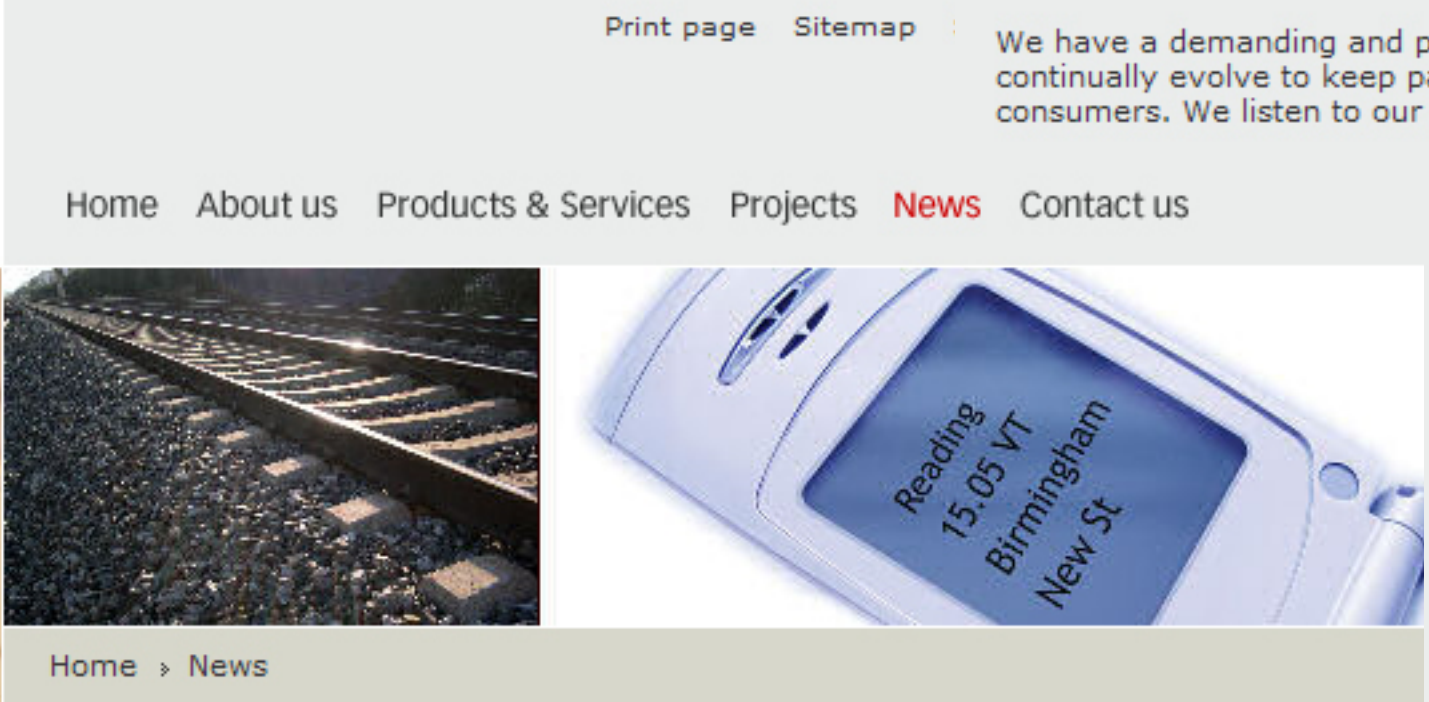 Print page Sitemap
We have a demanding and p
continually evolve to keep pa
consumers. We listen to our
Home About us Products & Services Projects News Contact us
Reading
15.05 VT
Birmingham
New St
Home » News